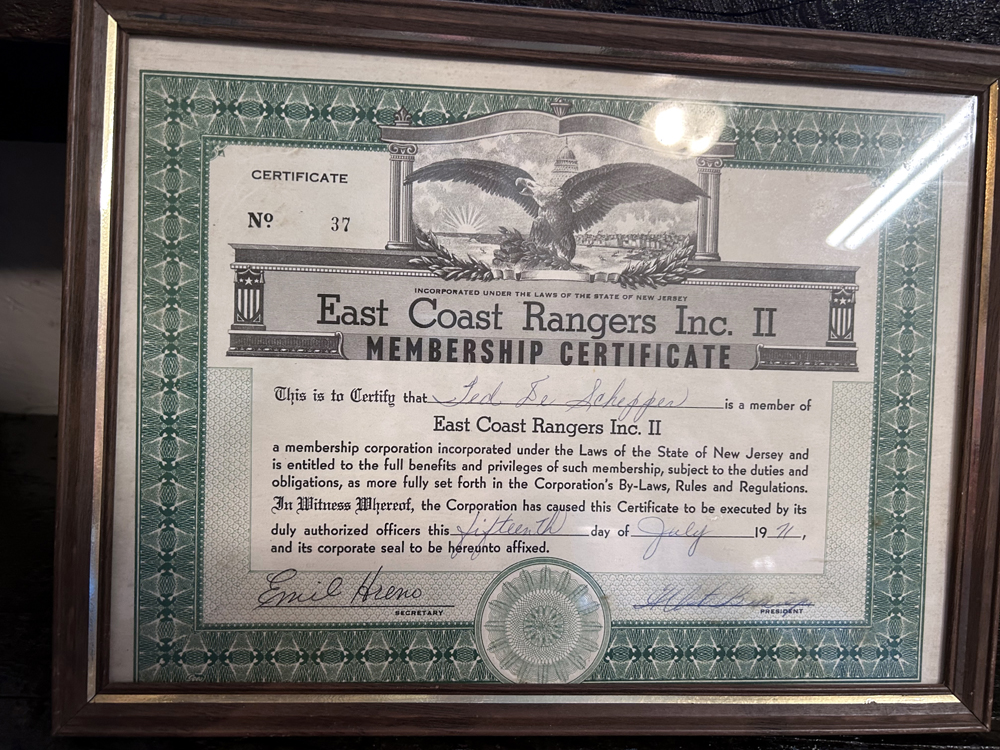 CERTIFICATE
Nº 37
INCORPORATED UNDER THE LAWS OF THE STATE OF NEW JERSEY
East Coast Rangers Inc. II
MEMBERSHIP CERTIFICATE
This is to Certify that Ted De Schepper is a member of
East Coast Rangers Inc. II
a membership corporation incorporated under the Laws of the State of New Jersey and
is entitled to the full benefits and privileges of such membership, subject to the duties and
obligations, as more fully set forth in the Corporation's By-Laws, Rules and Regulations.
In Witness Whereof, the Corporation has caused this Certificate to be executed by its
duly authorized officers this fifteenth day of July 19 71,
and its corporate seal to be hereunto affixed.
Emil Hreno
SECRETARY
PRESIDENT